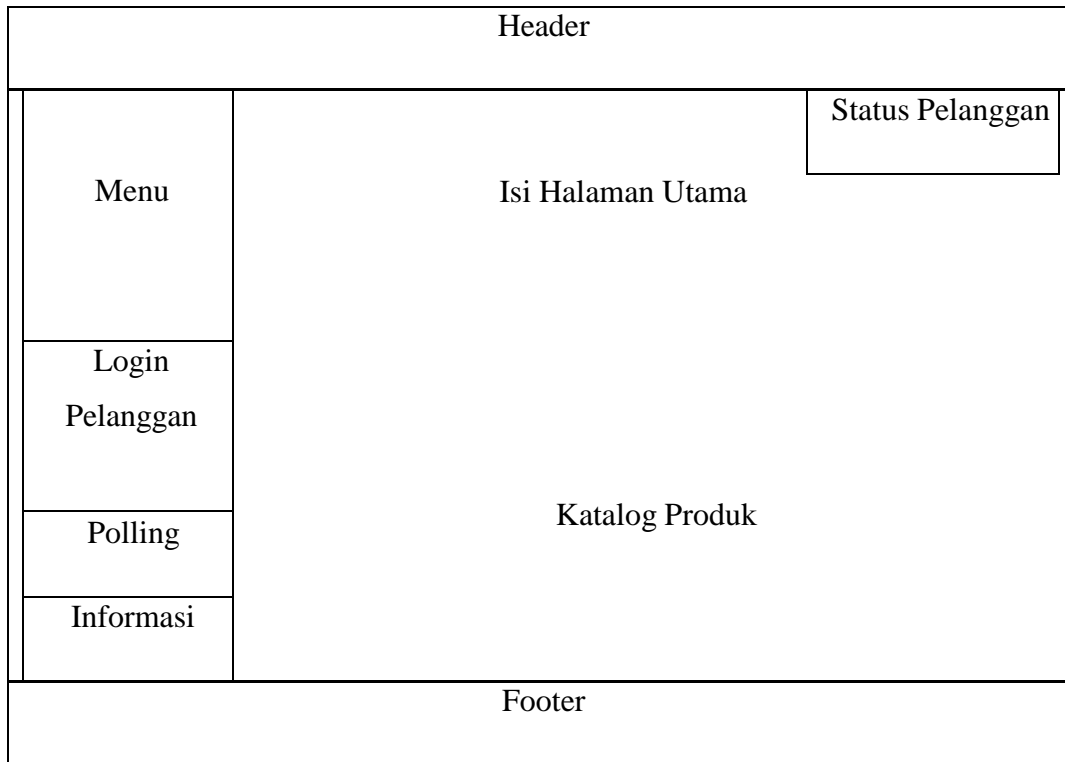 Header
Status Pelanggan
Menu
Isi Halaman Utama
Login
Pelanggan
Katalog Produk
Polling
Informasi
Footer